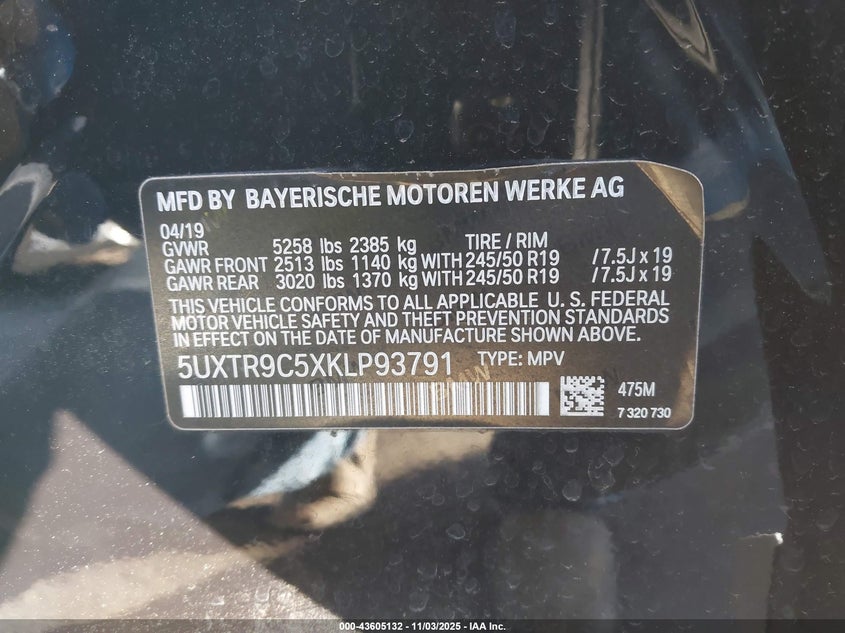 MFD BY BAYERISCHE MOTOREN WERKE AG
04/19
GVWR 5258 lbs 2385 kg TIRE / RIM
GAWR FRONT 2513 lbs 1140 kg WITH 245/50 R19 / 7.5J x 19
GAWR REAR 3020 lbs 1370 kg WITH 245/50 R19 / 7.5J x 19
THIS VEHICLE CONFORMS TO ALL APPLICABLE U. S. FEDERAL
MOTOR VEHICLE SAFETY AND THEFT PREVENTION STANDARDS
IN EFFECT ON THE DATE OF MANUFACTURE SHOWN ABOVE.
5UXTR9C5XKLP93791 TYPE: MPV
475M
7 320 730
000-43605132 - 11/03/2025 - IAA Inc.